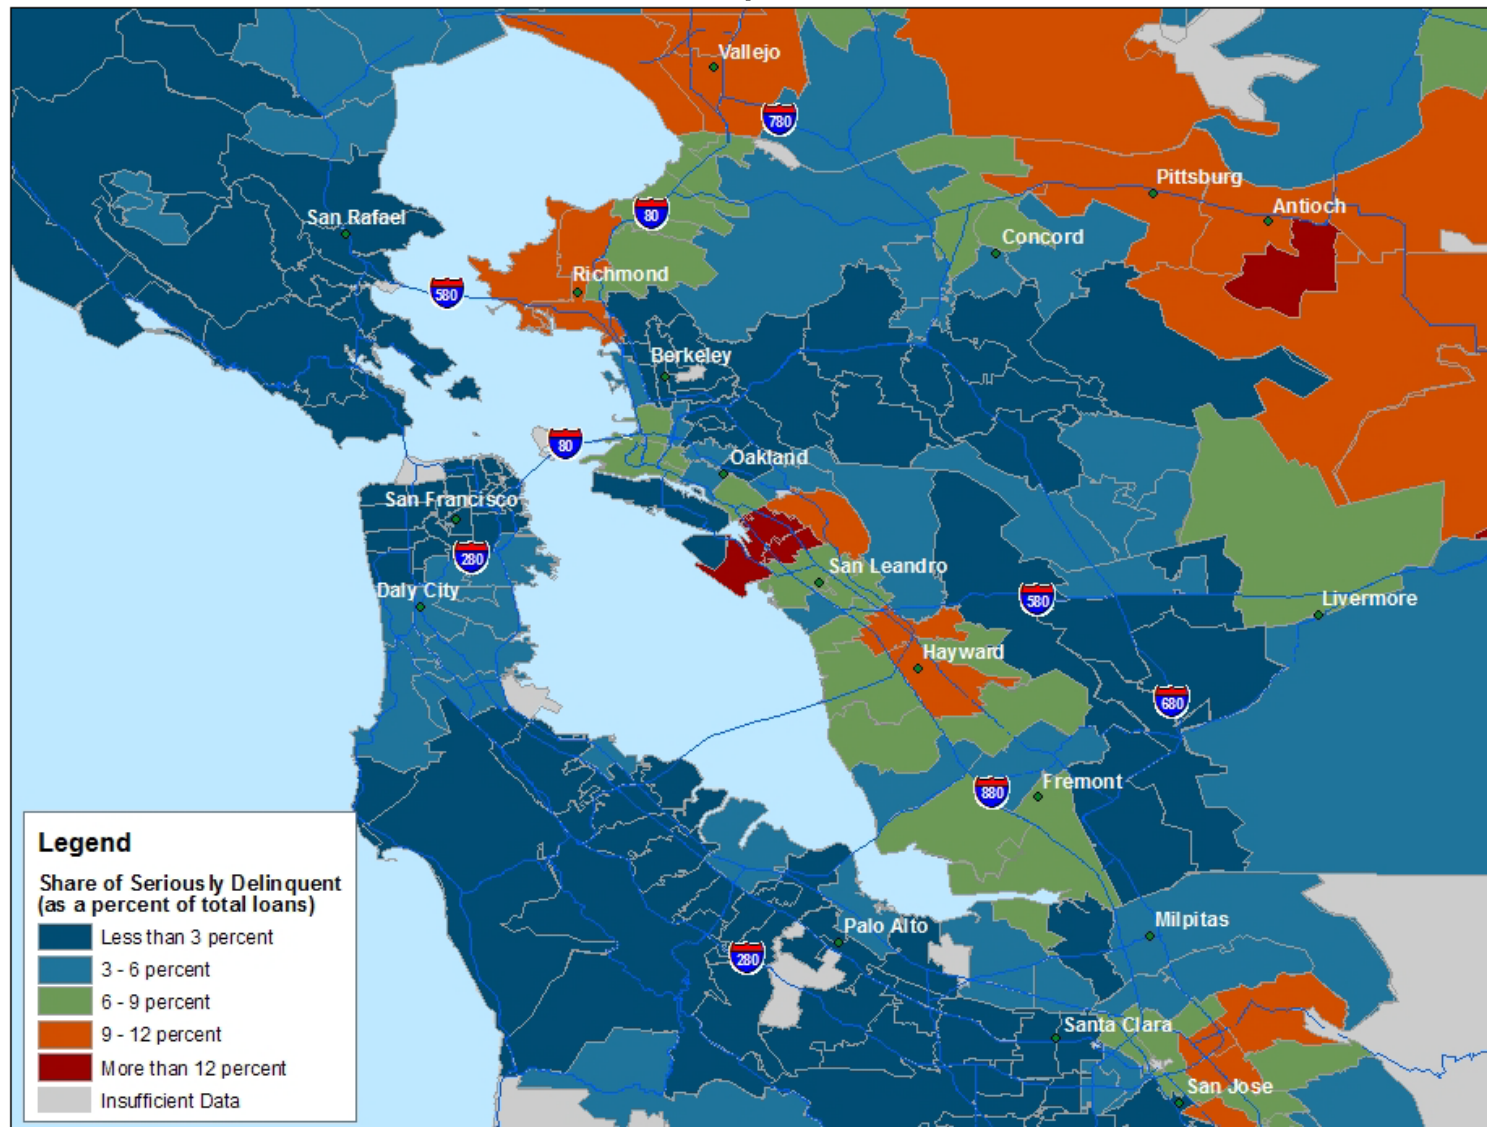 Vallejo
780
Pittsburg
Antioch
San Rafael
80
Concord
Richmond
580
Berkeley
80
Oakland
San Francisco
280
San Leandro
Daly City
580
Livermore
Hayward
680
Fremont
880
Palo Alto
Milpitas
280
Santa Clara
San Jose
Legend
Share of Seriously Delinquent
(as a percent of total loans)
Less than 3 percent
3 - 6 percent
6 - 9 percent
9 - 12 percent
More than 12 percent
Insufficient Data